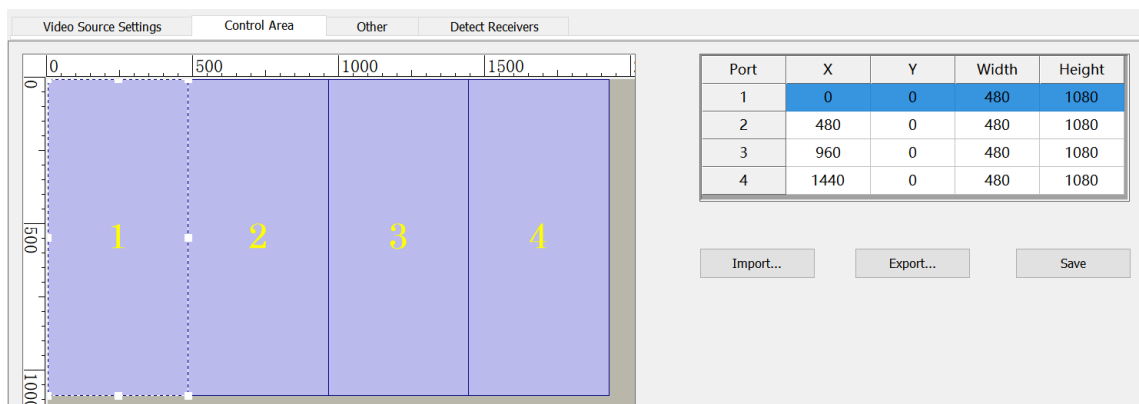 Video Source Settings Control Area Other Detect Receivers
0 500 1000 1500
0
500
1000
1 2 3 4
Port X Y Width Height
1 0 0 480 1080
2 480 0 480 1080
3 960 0 480 1080
4 1440 0 480 1080
Import... Export... Save